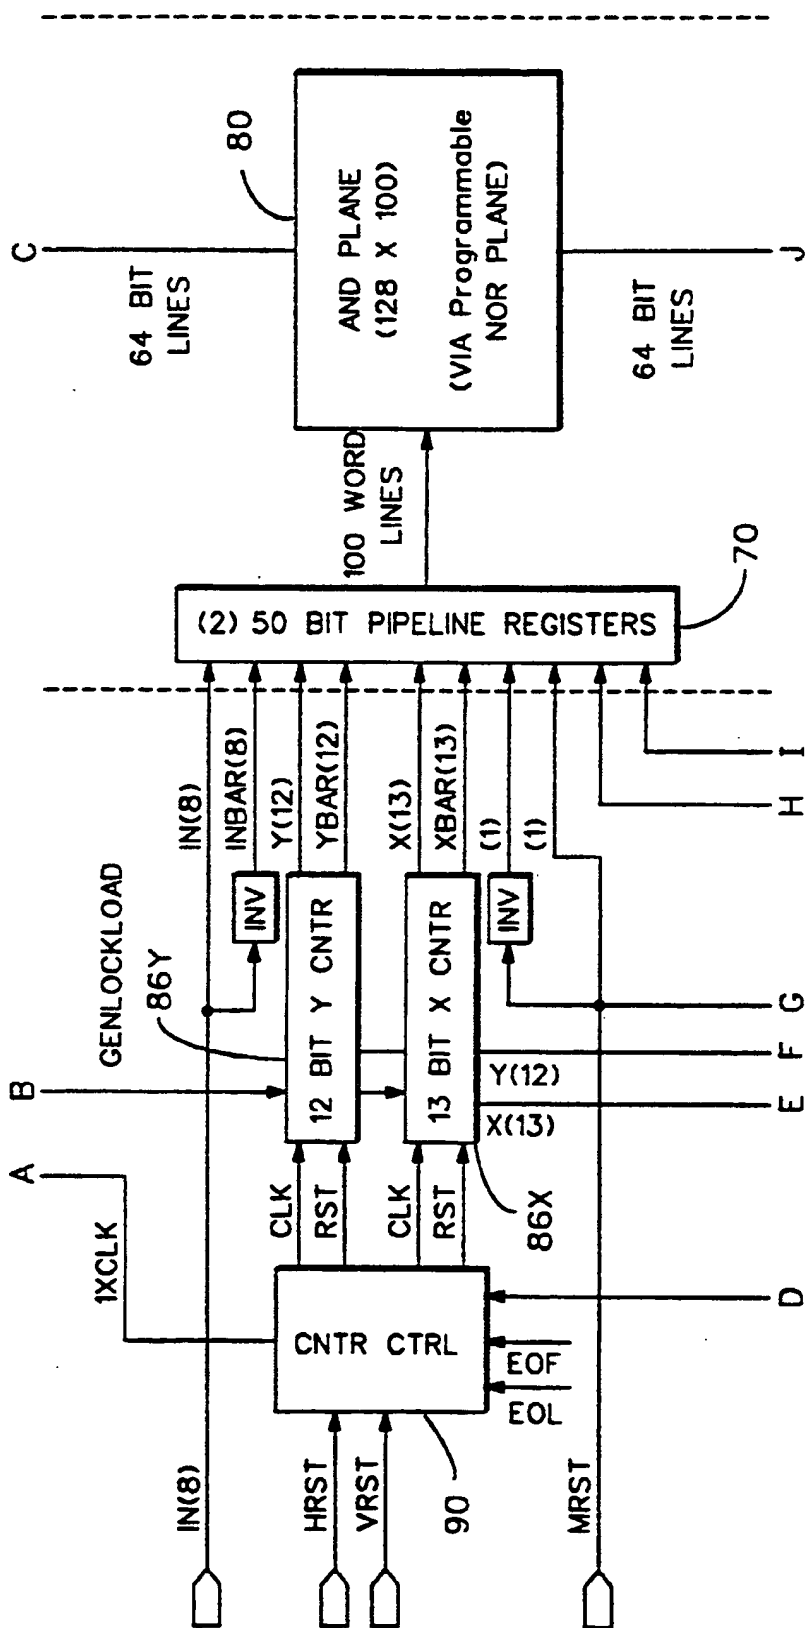 A
B
C
1XCLK
GENLOCKLOAD
64 BIT
LINES
IN(8)
IN(8)
INV
INBAR(8)
86Y
HRST
VRST
90
CNTR CTRL
EOL
EOF
CLK
RST
CLK
RST
12 BIT Y CNTR
13 BIT X CNTR
86X
Y(12)
YBAR(12)
X(13)
XBAR(13)
X(13)
Y(12)
MRST
INV
(1)
(1)
(2) 50 BIT PIPELINE REGISTERS
70
100 WORD
LINES
80
AND PLANE
(128 X 100)
(VIA Programmable
NOR PLANE)
64 BIT
LINES
D
E
F
G
H
I
J